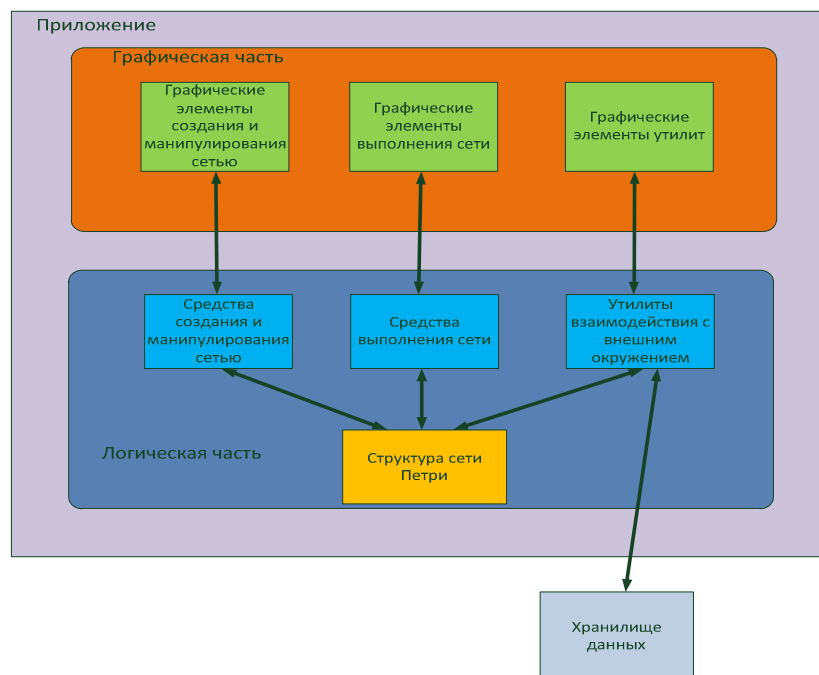 Приложение
Графическая часть
Графические
элементы
создания и
манипулирования
сетью
Графические
элементы
выполнения сети
Графические
элементы утилит
Средства
создания и
манипулирования
сетью
Средства
выполнения сети
Утилиты
взаимодействия с
внешним
окружением
Логическая часть
Структура сети
Петри
Хранилище
данных